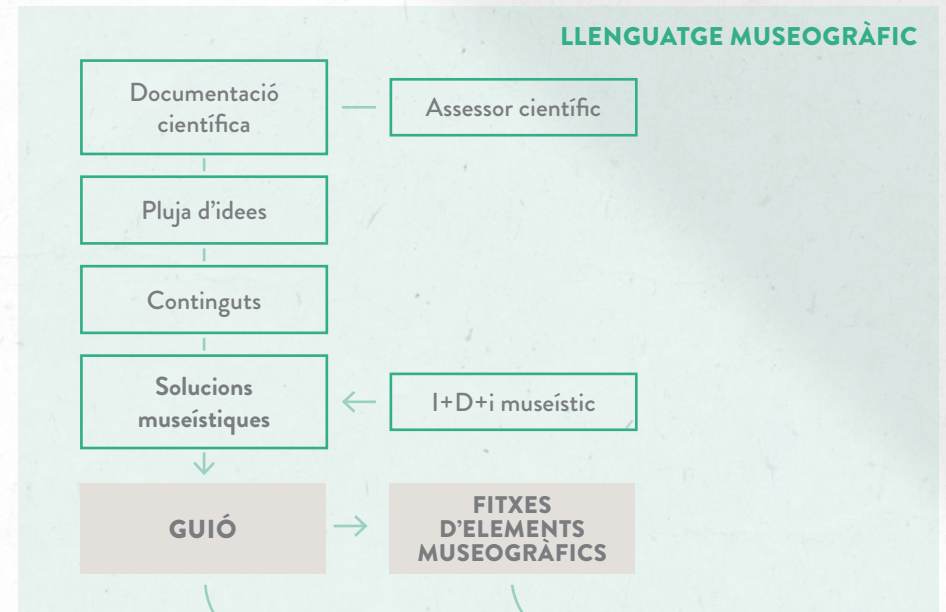 LLENGUATGE MUSEOGRÀFIC
Documentació
científica
Assessor científic
Pluja d’idees
Continguts
Solucions
museístiques
I+D+i museístic
GUIÓ
FITXES
D’ELEMENTS
MUSEOGRÀFICS